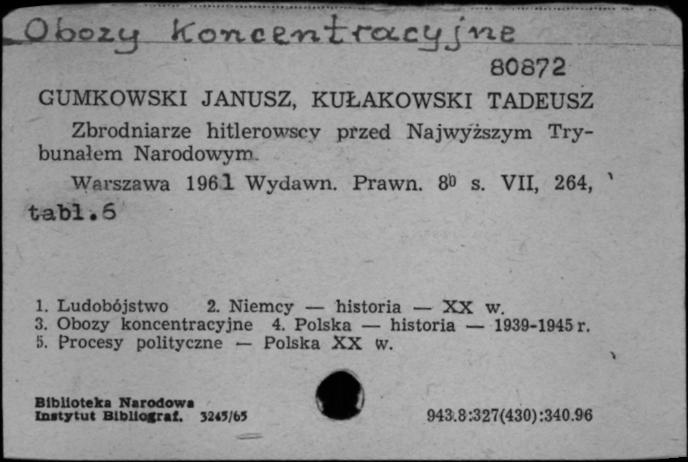 Obozy koncentracyjne
80872
GUMKOWSKI JANUSZ, KUŁAKOWSKI TADEUSZ
Zbrodniarze hitlerowscy przed Najwyższym Try-
bunałem Narodowym.
Warszawa 1961 Wydawn. Prawn. 8⁰ s. VII, 264,
tabl.6
1. Ludobójstwo 2. Niemcy — historia — XX w.
3. Obozy koncentracyjne 4. Polska — historia — 1939-1945 r.
5. Procesy polityczne — Polska XX w.
Biblioteka Narodowa
Instytut Bibliograf. 3245/65
943.8:327(430):340.96